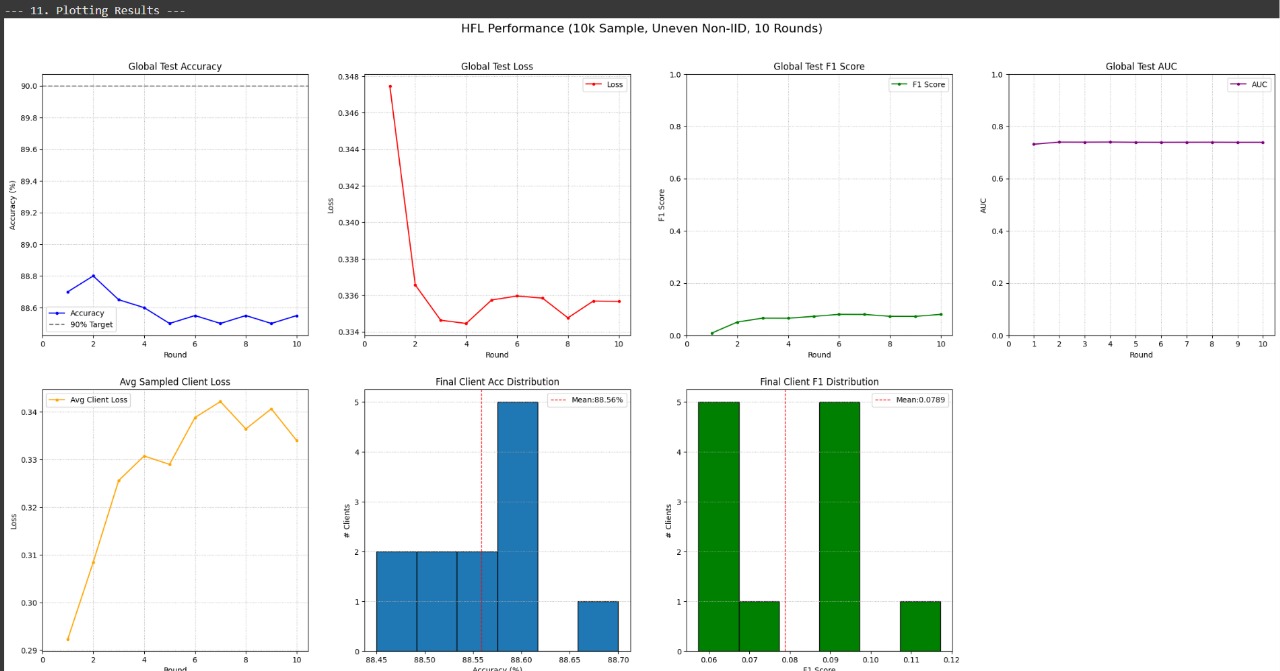 --- 11. Plotting Results ---
HFL Performance (10k Sample, Uneven Non-IID, 10 Rounds)
Global Test Accuracy
90.0
89.8
89.6
89.4
89.2
89.0
88.8
88.6
Accuracy (%)
Accuracy
90% Target
0 2 4 6 8 10
Round
Global Test Loss
Loss
0.348
0.346
0.344
0.342
0.340
0.338
0.336
0.334
Loss
0 2 4 6 8 10
Round
Global Test F1 Score
F1 Score
1.0
0.8
0.6
0.4
0.2
0.0
F1 Score
0 2 4 6 8 10
Round
Global Test AUC
AUC
1.0
0.8
0.6
0.4
0.2
0.0
AUC
0 1 2 3 4 5 6 7 8 9 10
Round
Avg Sampled Client Loss
Avg Client Loss
0.34
0.33
0.32
0.31
0.30
0.29
Loss
0 2 4 6 8 10
Round
Final Client Acc Distribution
Mean:88.56%
5
4
3
2
1
0
# Clients
88.45 88.50 88.55 88.60 88.65 88.70
Accuracy (%)
Final Client F1 Distribution
Mean:0.0789
5
4
3
2
1
0
# Clients
0.06 0.07 0.08 0.09 0.10 0.11 0.12
F1 Score